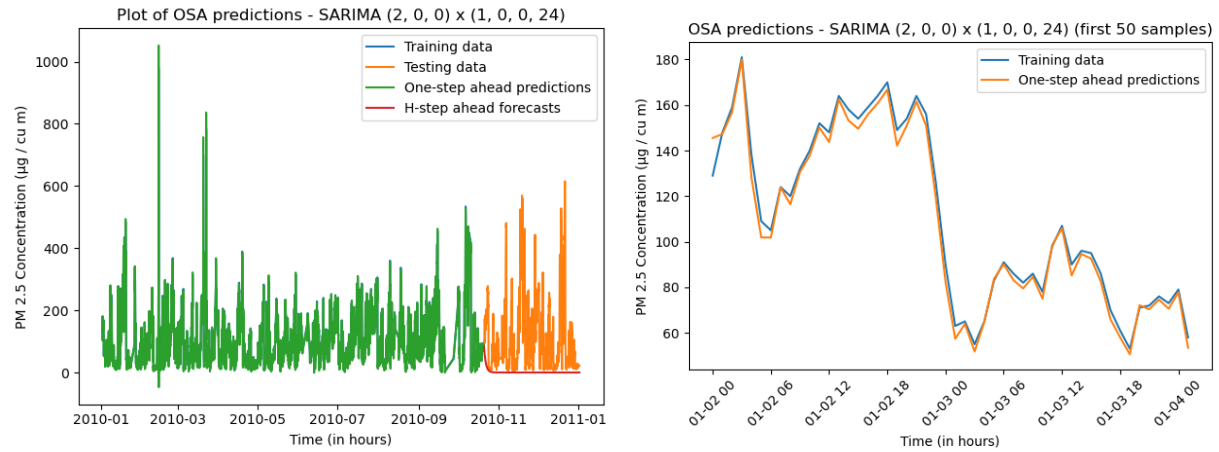 Plot of OSA predictions - SARIMA (2, 0, 0) x (1, 0, 0, 24)
PM 2.5 Concentration (μg / cu m)
1000
800
600
400
200
0
Training data
Testing data
One-step ahead predictions
H-step ahead forecasts
2010-01
2010-03
2010-05
2010-07
2010-09
2010-11
2011-01
Time (in hours)
OSA predictions - SARIMA (2, 0, 0) x (1, 0, 0, 24) (first 50 samples)
PM 2.5 Concentration (μg / cu m)
180
160
140
120
100
80
60
Training data
One-step ahead predictions
01-02 00
01-02 06
01-02 12
01-02 18
01-03 00
01-03 06
01-03 12
01-03 18
01-04 00
Time (in hours)